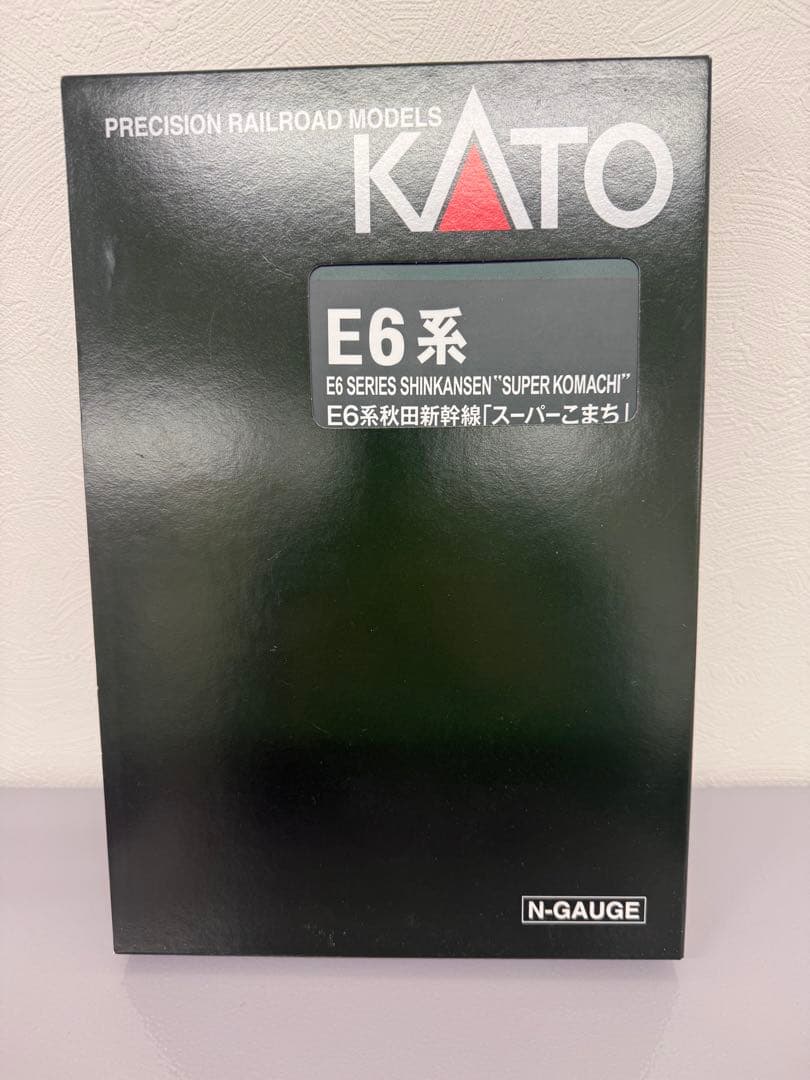 PRECISION RAILROAD MODELS
KATO
E6系
E6 SERIES SHINKANSEN "SUPER KOMACHI"
E6系秋田新幹線「スーパーこまち」
N-GAUGE